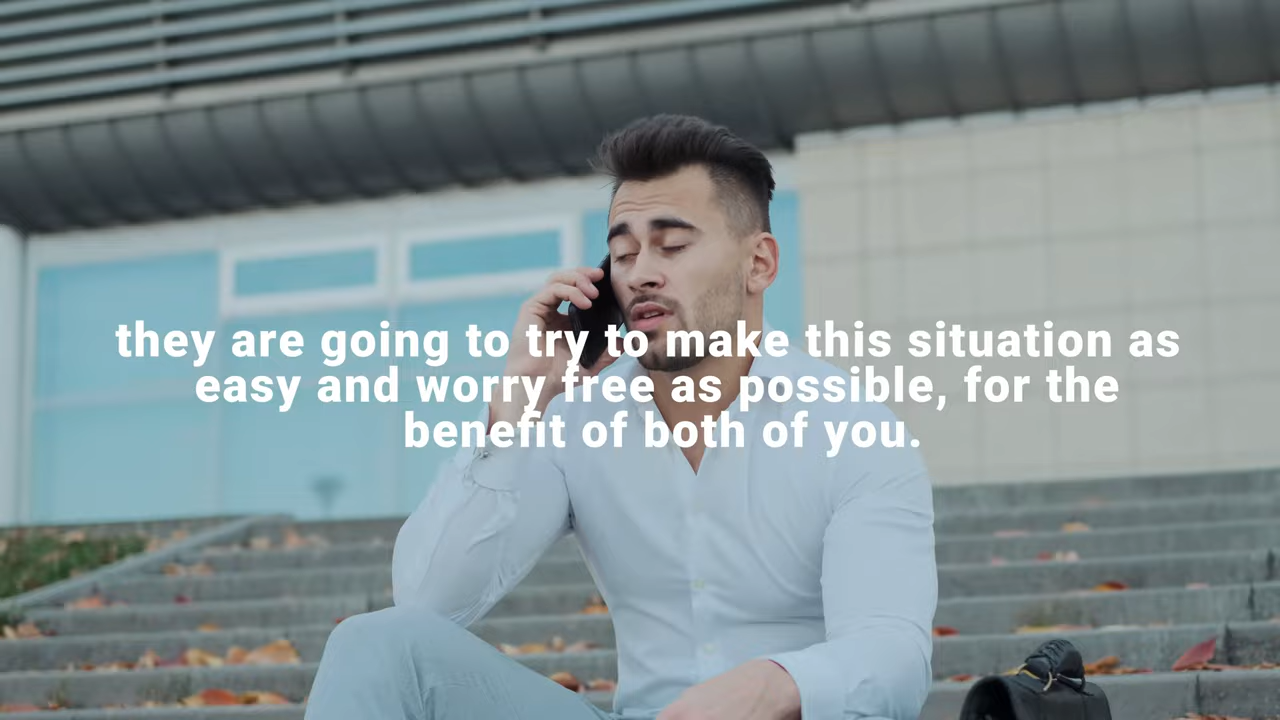 they are going to try to make this situation as
easy and worry free as possible, for the
benefit of both of you.